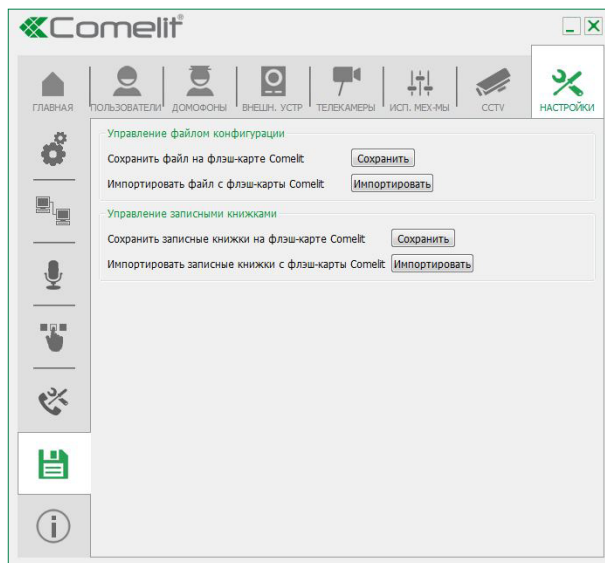 Comelit®
ГЛАВНАЯ
ПОЛЬЗОВАТЕЛИ
ДОМОФОНЫ
ВНЕШН. УСТР
ТЕЛЕКАМЕРЫ
ИСП. МЕХ-МЫ
CCTV
НАСТРОЙКИ
Управление файлом конфигурации
Сохранить файл на флэш-карте Comelit Сохранить
Импортировать файл с флэш-карты Comelit Импортировать
Управление записными книжками
Сохранить записные книжки на флэш-карте Comelit Сохранить
Импортировать записные книжки с флэш-карты Comelit Импортировать